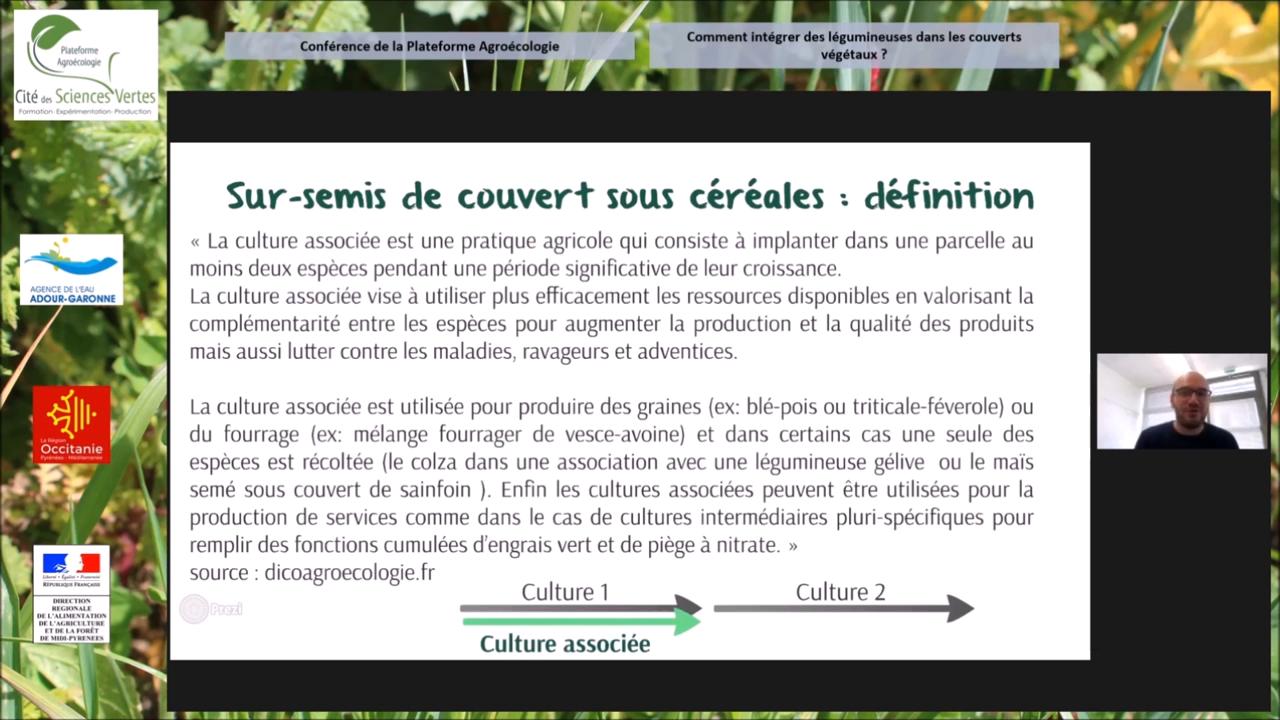 Plateforme
Agroécologie
Cité des Sciences Vertes
Formation-Expérimentation-Production
Conférence de la Plateforme Agroécologie
Comment intégrer des légumineuses dans les couverts
végétaux ?
AGENCE DE L'EAU
ADOUR-GARONNE
La Région
Occitanie
Pyrénées - Méditerranée
Liberté • Égalité • Fraternité
RÉPUBLIQUE FRANÇAISE
DIRECTION
REGIONALE
DE L'ALIMENTATION
DE L'AGRICULTURE
ET DE LA FORÊT
DE MIDI-PYRENEES
Sur-semis de couvert sous céréales : définition
« La culture associée est une pratique agricole qui consiste à implanter dans une parcelle au
moins deux espèces pendant une période significative de leur croissance.
La culture associée vise à utiliser plus efficacement les ressources disponibles en valorisant la
complémentarité entre les espèces pour augmenter la production et la qualité des produits
mais aussi lutter contre les maladies, ravageurs et adventices.
La culture associée est utilisée pour produire des graines (ex: blé-pois ou triticale-féverole) ou
du fourrage (ex: mélange fourrager de vesce-avoine) et dans certains cas une seule des
espèces est récoltée (le colza dans une association avec une légumineuse gélive ou le maïs
semé sous couvert de sainfoin ). Enfin les cultures associées peuvent être utilisées pour la
production de services comme dans le cas de cultures intermédiaires pluri-spécifiques pour
remplir des fonctions cumulées d'engrais vert et de piège à nitrate. »
source : dicoagroecologie.fr
Culture 1
Culture 2
Culture associée
Prezi